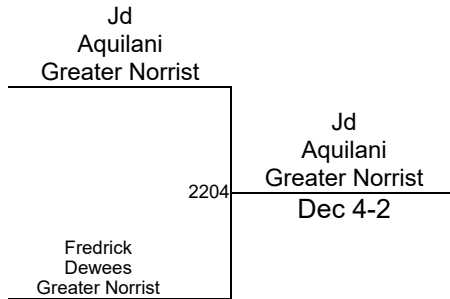 Jd
Aquilani
Greater Norrist
Jd
Aquilani
Greater Norrist
2204
Dec 4-2
Fredrick
Dewees
Greater Norrist